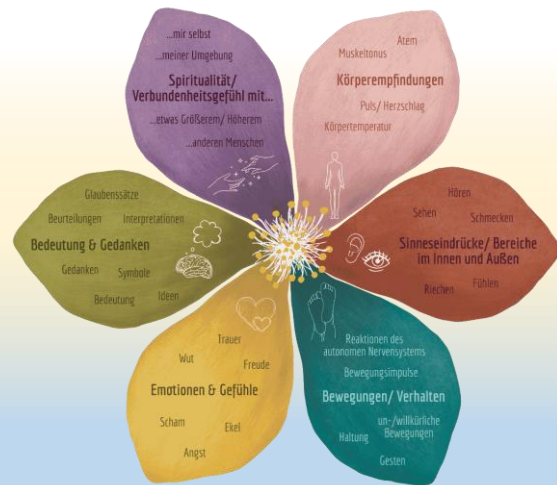 ...mir selbst
...meiner Umgebung
Spiritualität/
Verbundenheitsgefühl mit...
...etwas Größerem/ Höherem
...anderen Menschen
Atem
Muskeltonus
Körperempfindungen
Puls/ Herzschlag
Körpertemperatur
Glaubenssätze
Beurteilungen
Interpretationen
Bedeutung & Gedanken
Gedanken
Symbole
Bedeutung
Ideen
Hören
Sehen
Schmecken
Sinneseindrücke/ Bereiche
im Innen und Außen
Riechen
Fühlen
Trauer
Wut
Freude
Emotionen & Gefühle
Scham
Ekel
Angst
Reaktionen des
autonomen Nervensystems
Bewegungsimpulse
Bewegungen/ Verhalten
un-/willkürliche
Bewegungen
Haltung
Gesten